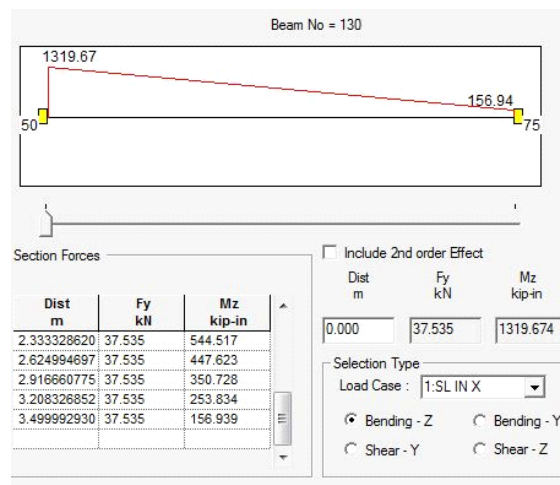 Beam No = 130
1319.67
156.94
50
75
Section Forces
Dist Fy Mz
m kN kip-in
2.333328620 37.535 544.517
2.624994697 37.535 447.623
2.916660775 37.535 350.728
3.208326852 37.535 253.834
3.499992930 37.535 156.939
Include 2nd order Effect
Dist Fy Mz
m kN kip-in
0.000 37.535 1319.674
Selection Type
Load Case : 1:SL IN X
Bending - Z Bending - Y
Shear - Y Shear - Z